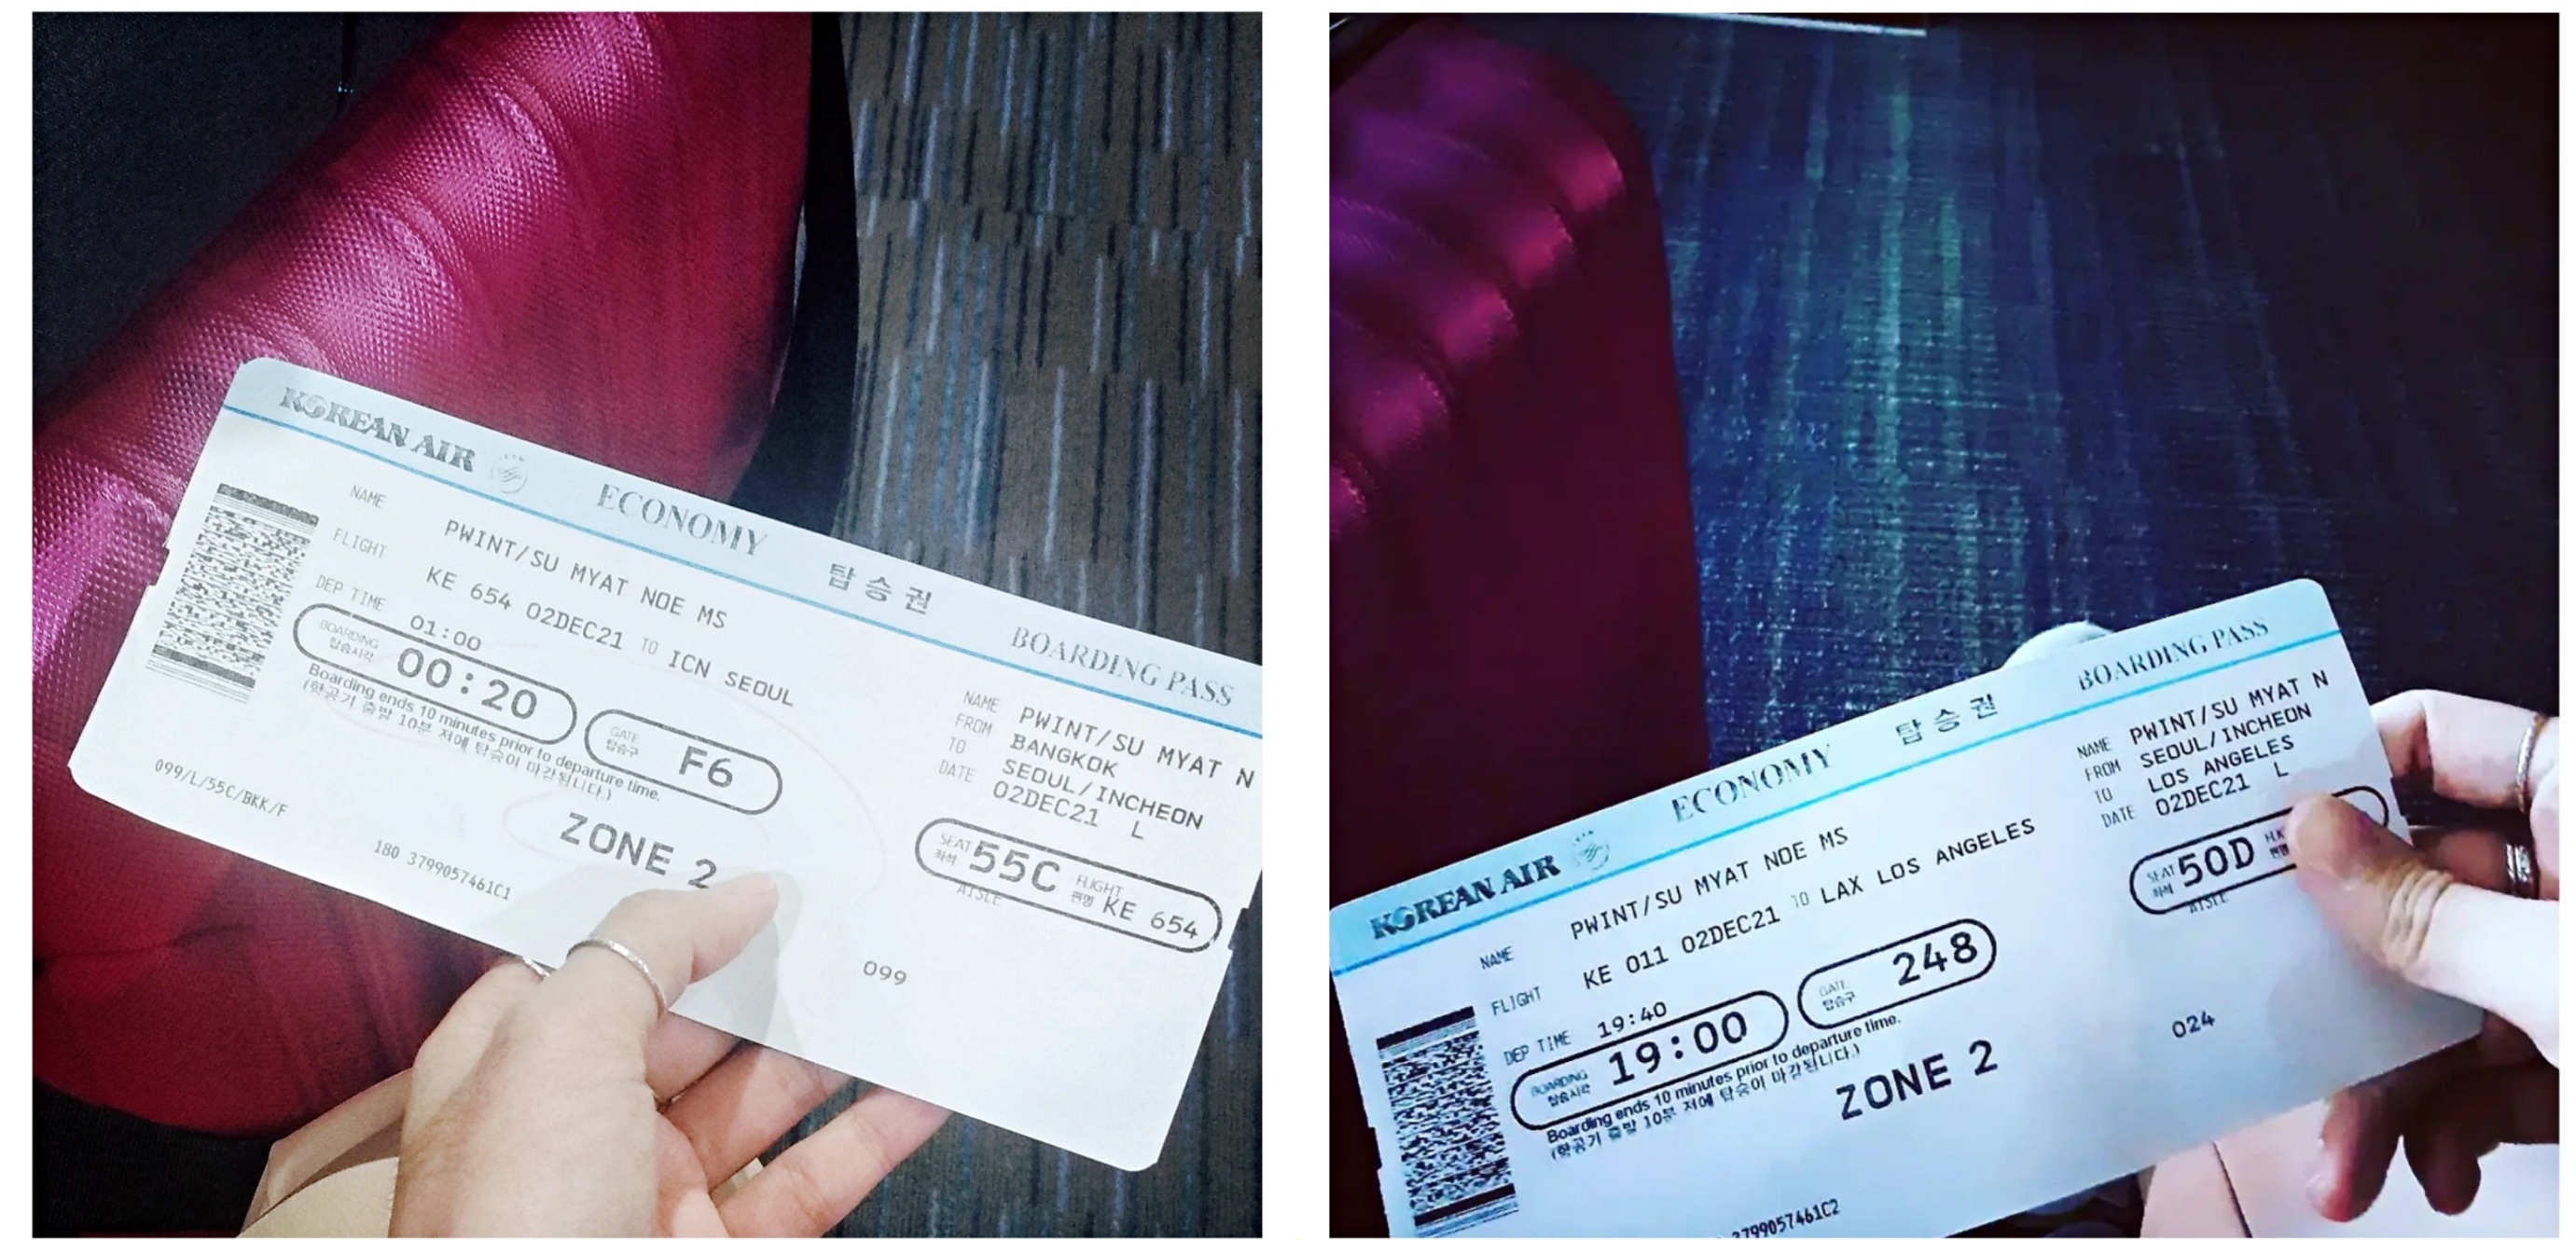 KOREAN AIR
ECONOMY
탑승권
BOARDING PASS
NAME PWINT/SU MYAT NOE MS
FLIGHT KE 654 02DEC21 TO ICN SEOUL
DEP TIME 01:00
BOARDING 탑승시각 00:20
GATE 탑승구 F6
Boarding ends 10 minutes prior to departure time.
(항공기 출발 10분 전에 탑승이 마감됩니다.)
ZONE 2
099/L/55C/BKK/F
180 3799057461C1
NAME PWINT/SU MYAT N
FROM BANGKOK
TO SEOUL/INCHEON
DATE 02DEC21 L
SEAT 좌석 55C
AISLE
FLIGHT 편명 KE 654
099
KOREAN AIR
ECONOMY
탑승권
BOARDING PASS
NAME PWINT/SU MYAT NOE MS
FLIGHT KE 011 02DEC21 TO LAX LOS ANGELES
DEP TIME 19:40
BOARDING 탑승시각 19:00
GATE 탑승구 248
Boarding ends 10 minutes prior to departure time.
(항공기 출발 10분 전에 탑승이 마감됩니다.)
ZONE 2
3799057461C2
NAME PWINT/SU MYAT N
FROM SEOUL/INCHEON
TO LOS ANGELES
DATE 02DEC21 L
SEAT 좌석 50D
AISLE
024